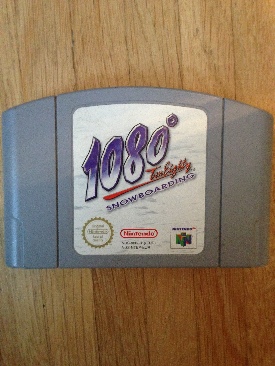 1080°
TenEighty
SNOWBOARDING
Nintendo
NINTENDO 64